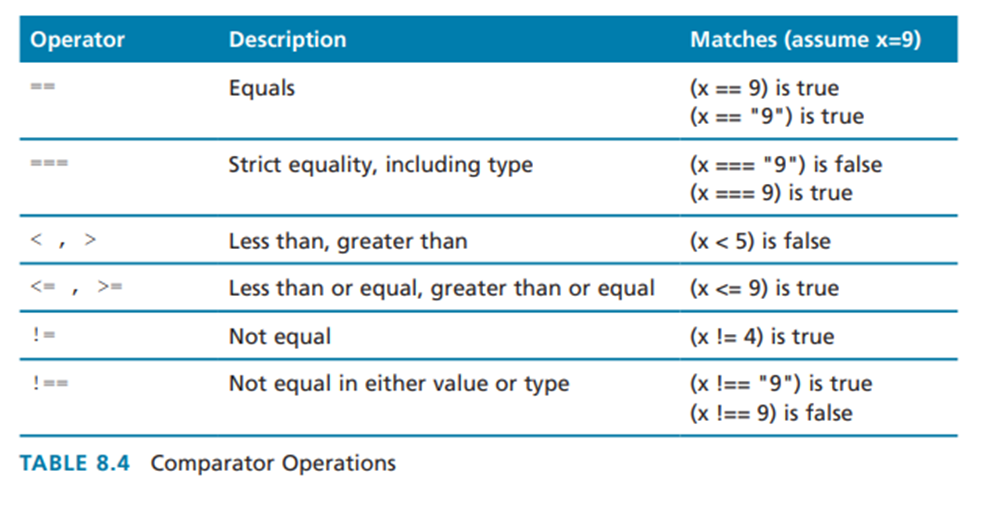 Operator Description Matches (assume x=9)
== Equals (x == 9) is true
(x == "9") is true
=== Strict equality, including type (x === "9") is false
(x === 9) is true
< , > Less than, greater than (x < 5) is false
<= , >= Less than or equal, greater than or equal (x <= 9) is true
!= Not equal (x != 4) is true
!== Not equal in either value or type (x !== "9") is true
(x !== 9) is false
TABLE 8.4 Comparator Operations